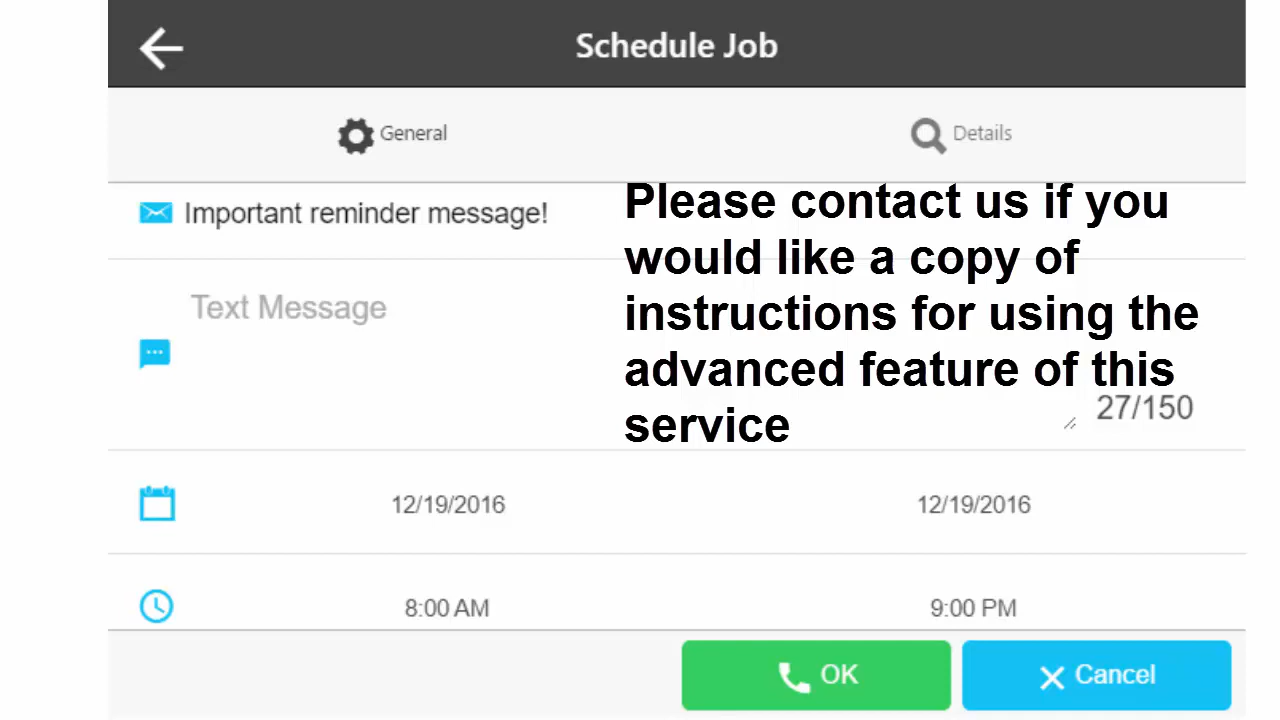 Schedule Job
General
Details
Important reminder message!
Please contact us if you
would like a copy of
instructions for using the
advanced feature of this
service
Text Message
27/150
12/19/2016
12/19/2016
8:00 AM
9:00 PM
OK
Cancel